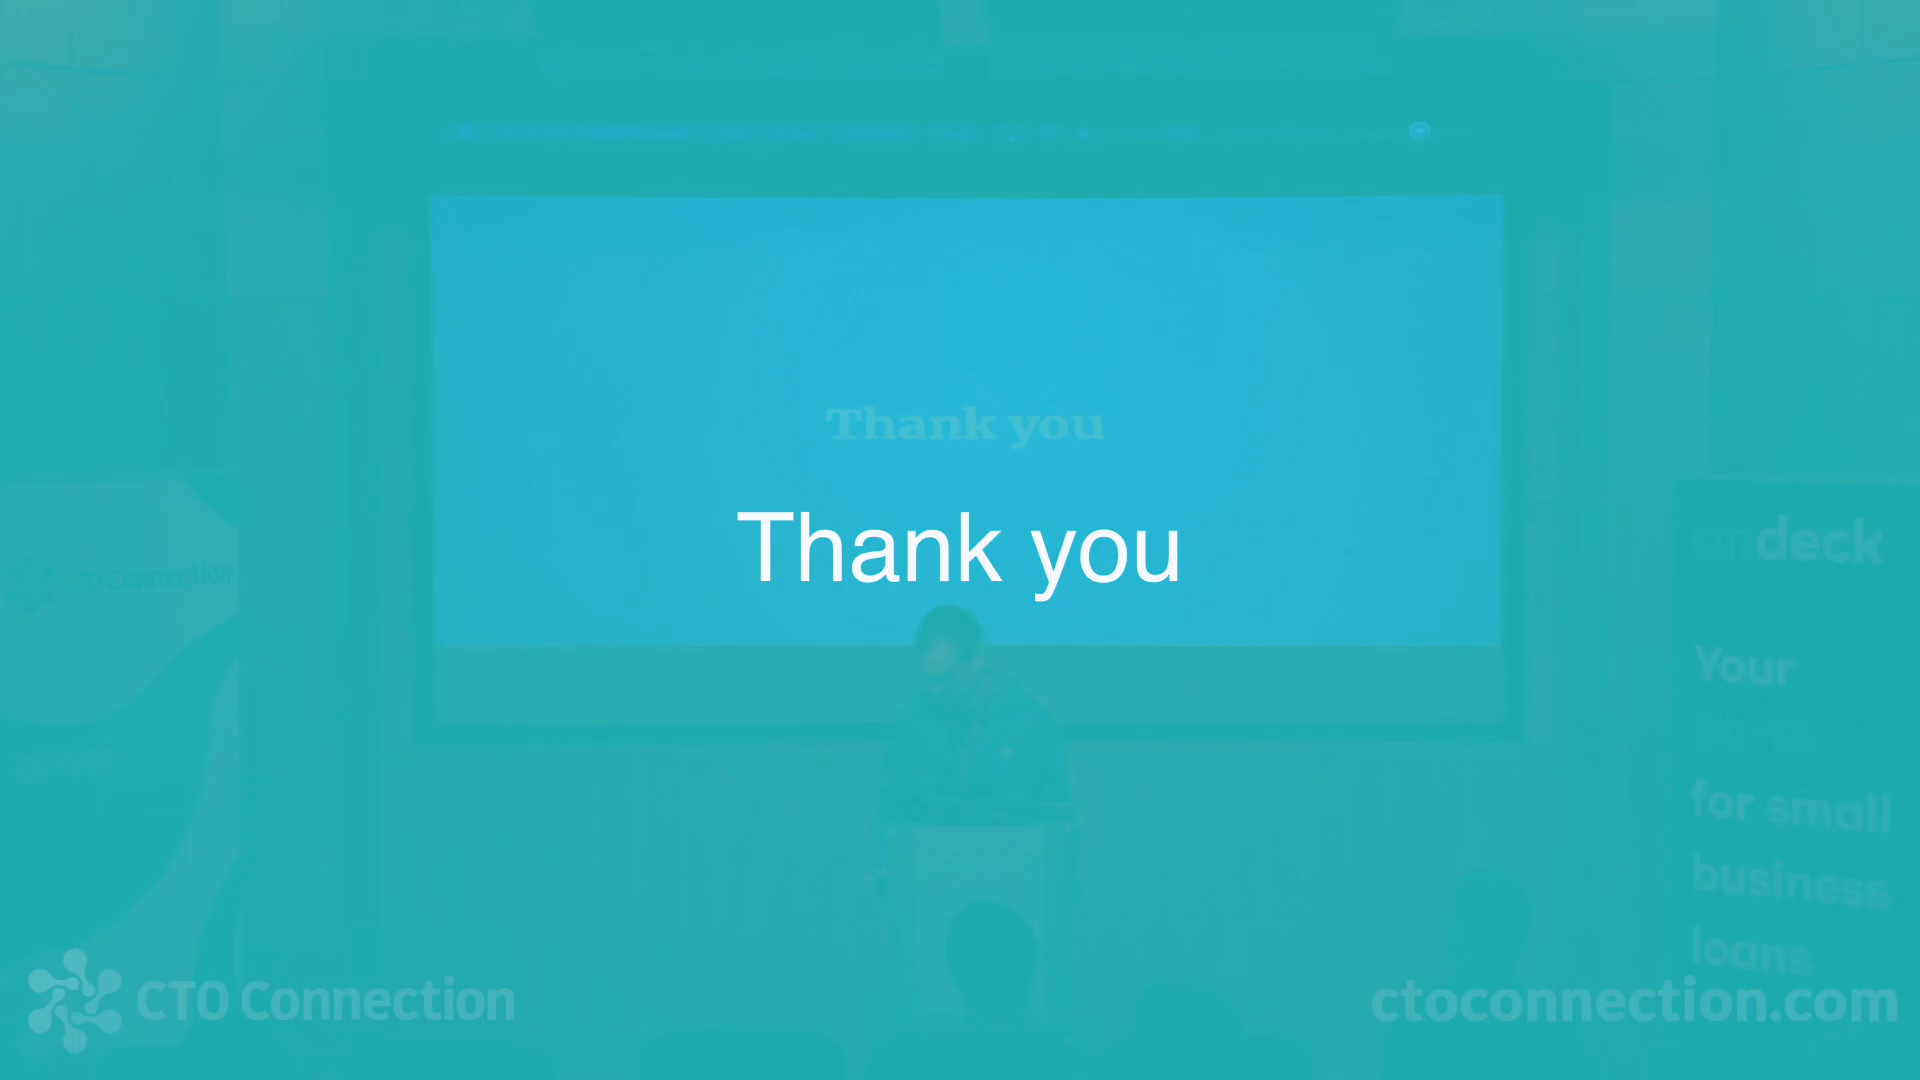 Thank you
Thank you
CTO Connection
deck
Your
for small
business
loans
CTO Connection
ctoconnection.com